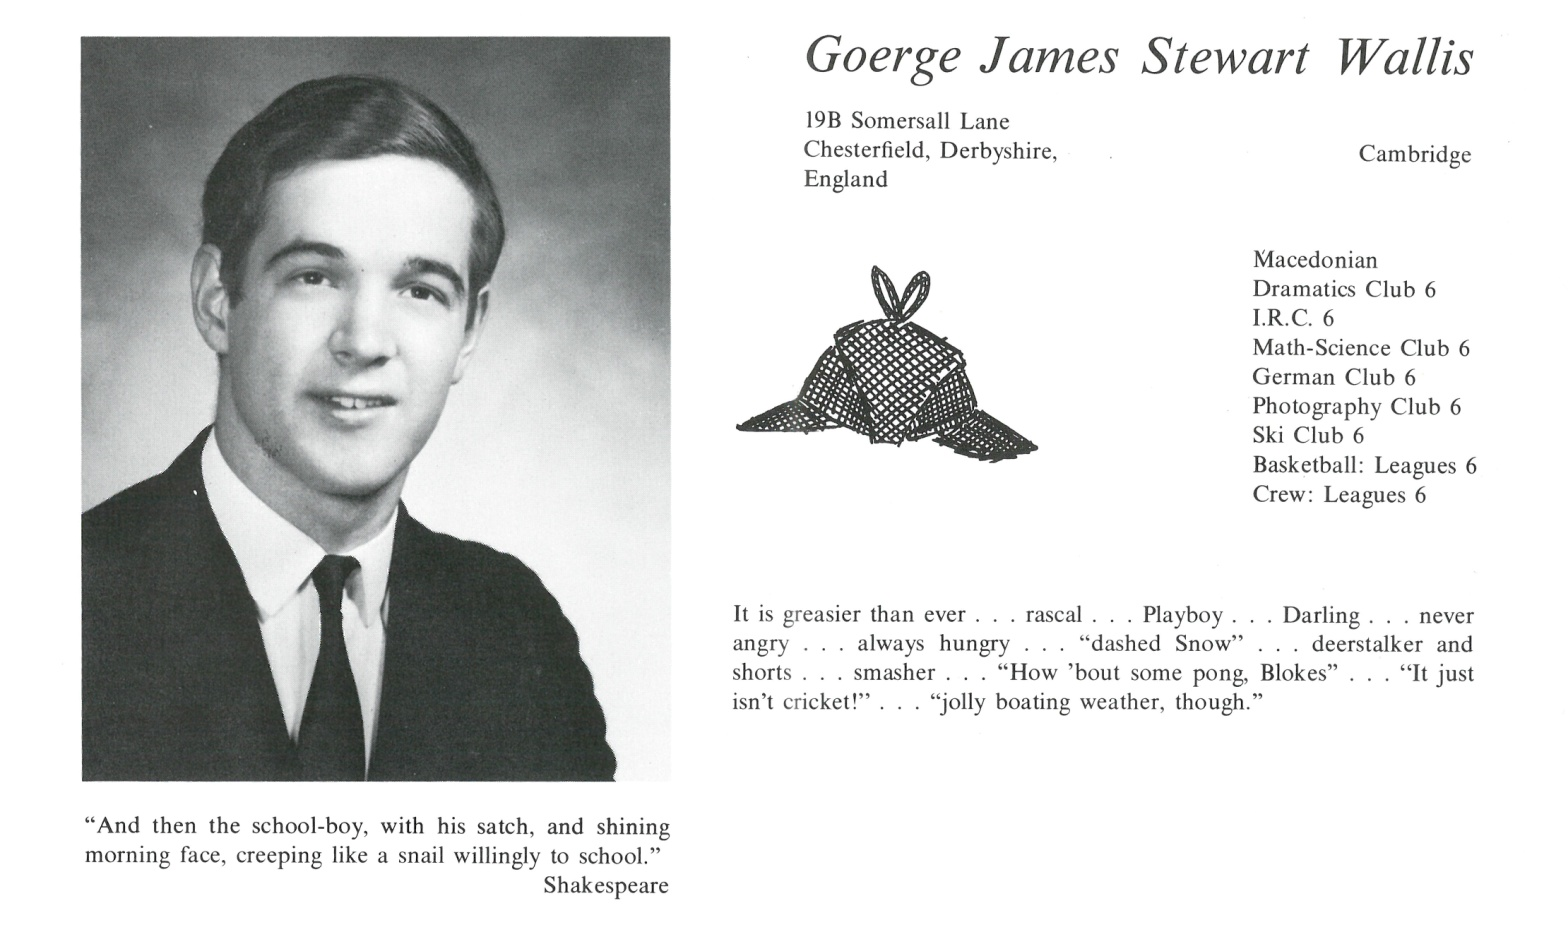 Goerge James Stewart Wallis
19B Somersall Lane
Chesterfield, Derbyshire,
England
Cambridge
Macedonian
Dramatics Club 6
I.R.C. 6
Math-Science Club 6
German Club 6
Photography Club 6
Ski Club 6
Basketball: Leagues 6
Crew: Leagues 6
It is greasier than ever . . . rascal . . . Playboy . . . Darling . . . never
angry . . . always hungry . . . “dashed Snow” . . . deerstalker and
shorts . . . smasher . . . “How ’bout some pong, Blokes” . . . “It just
isn’t cricket!” . . . “jolly boating weather, though.”
“And then the school-boy, with his satch, and shining
morning face, creeping like a snail willingly to school.”
Shakespeare